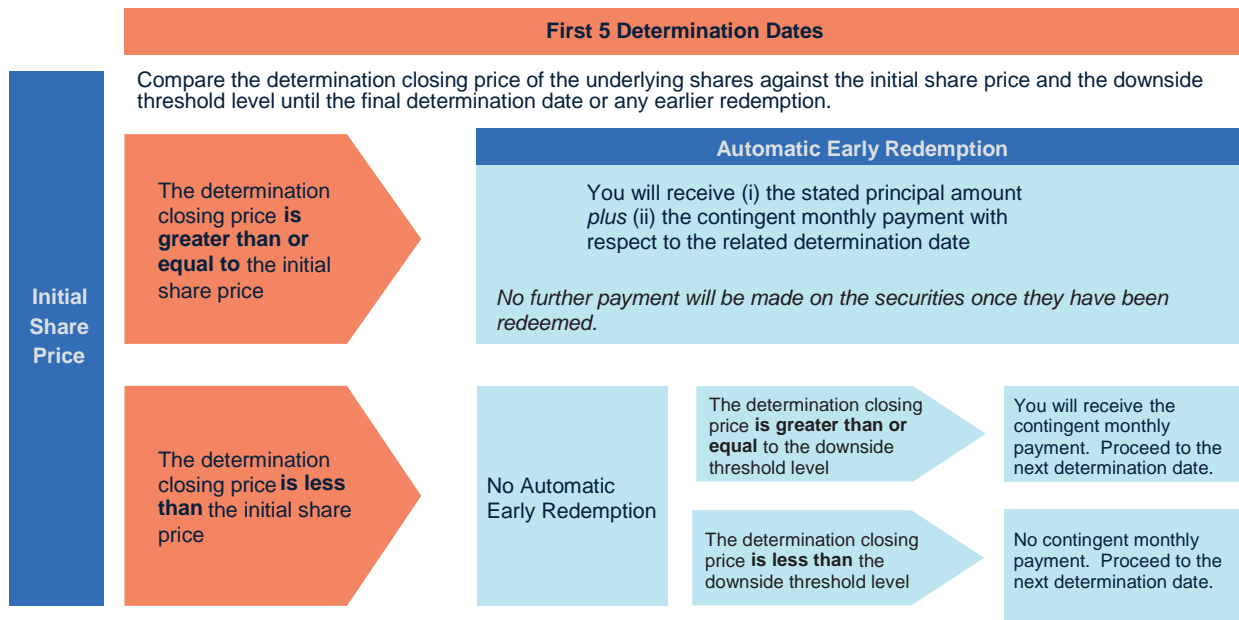 First 5 Determination Dates
Compare the determination closing price of the underlying shares against the initial share price and the downside
threshold level until the final determination date or any earlier redemption.
Initial
Share
Price
The determination
closing price is
greater than or
equal to the initial
share price
Automatic Early Redemption
You will receive (i) the stated principal amount
plus (ii) the contingent monthly payment with
respect to the related determination date
No further payment will be made on the securities once they have been
redeemed.
The determination
closing price is less
than the initial share
price
No Automatic
Early Redemption
The determination closing
price is greater than or
equal to the downside
threshold level
You will receive the
contingent monthly
payment. Proceed to the
next determination date.
The determination closing
price is less than the
downside threshold level
No contingent monthly
payment. Proceed to the
next determination date.